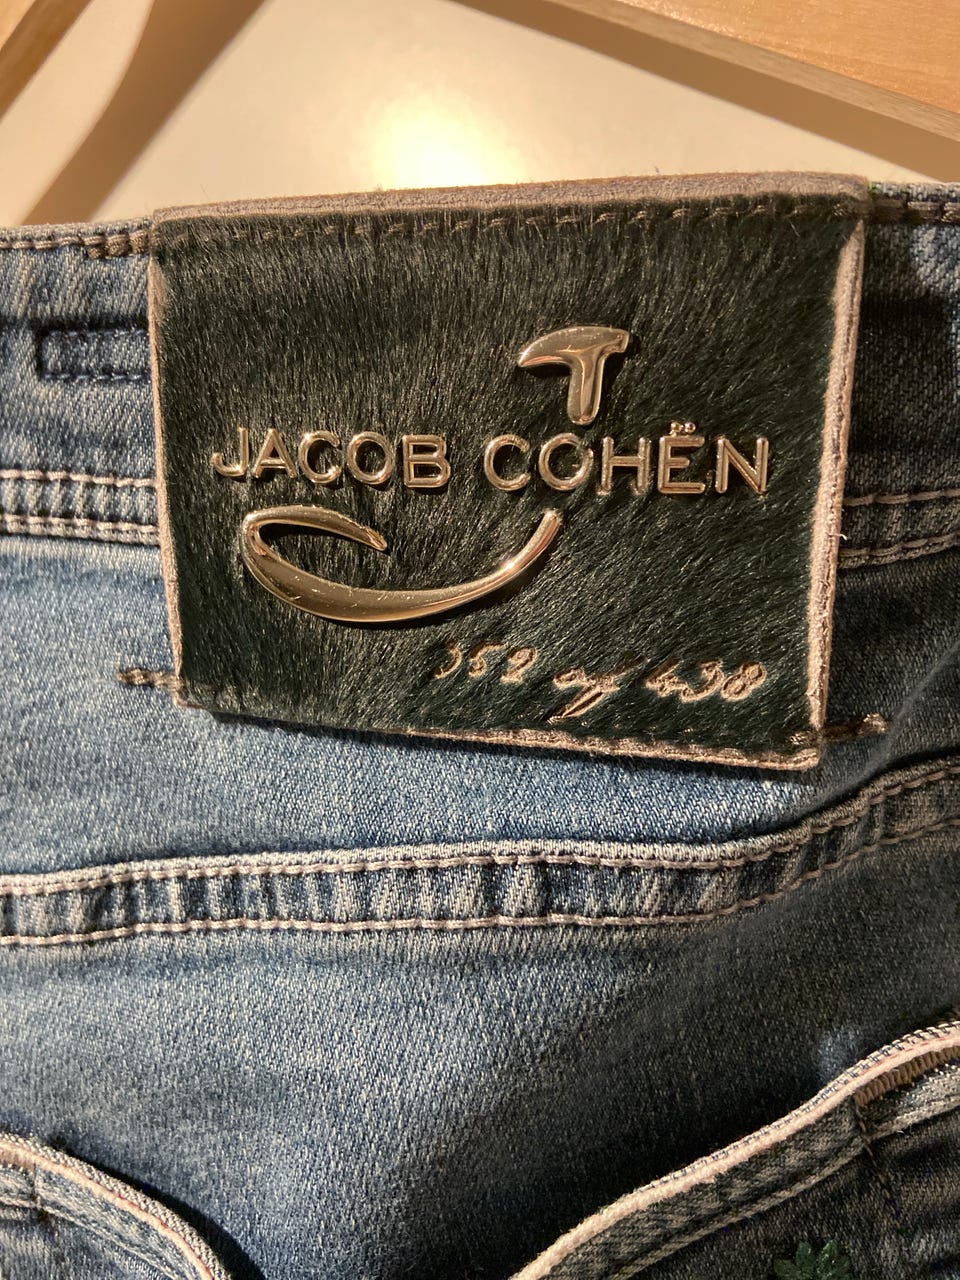 JACOB COHËN
352 of 438